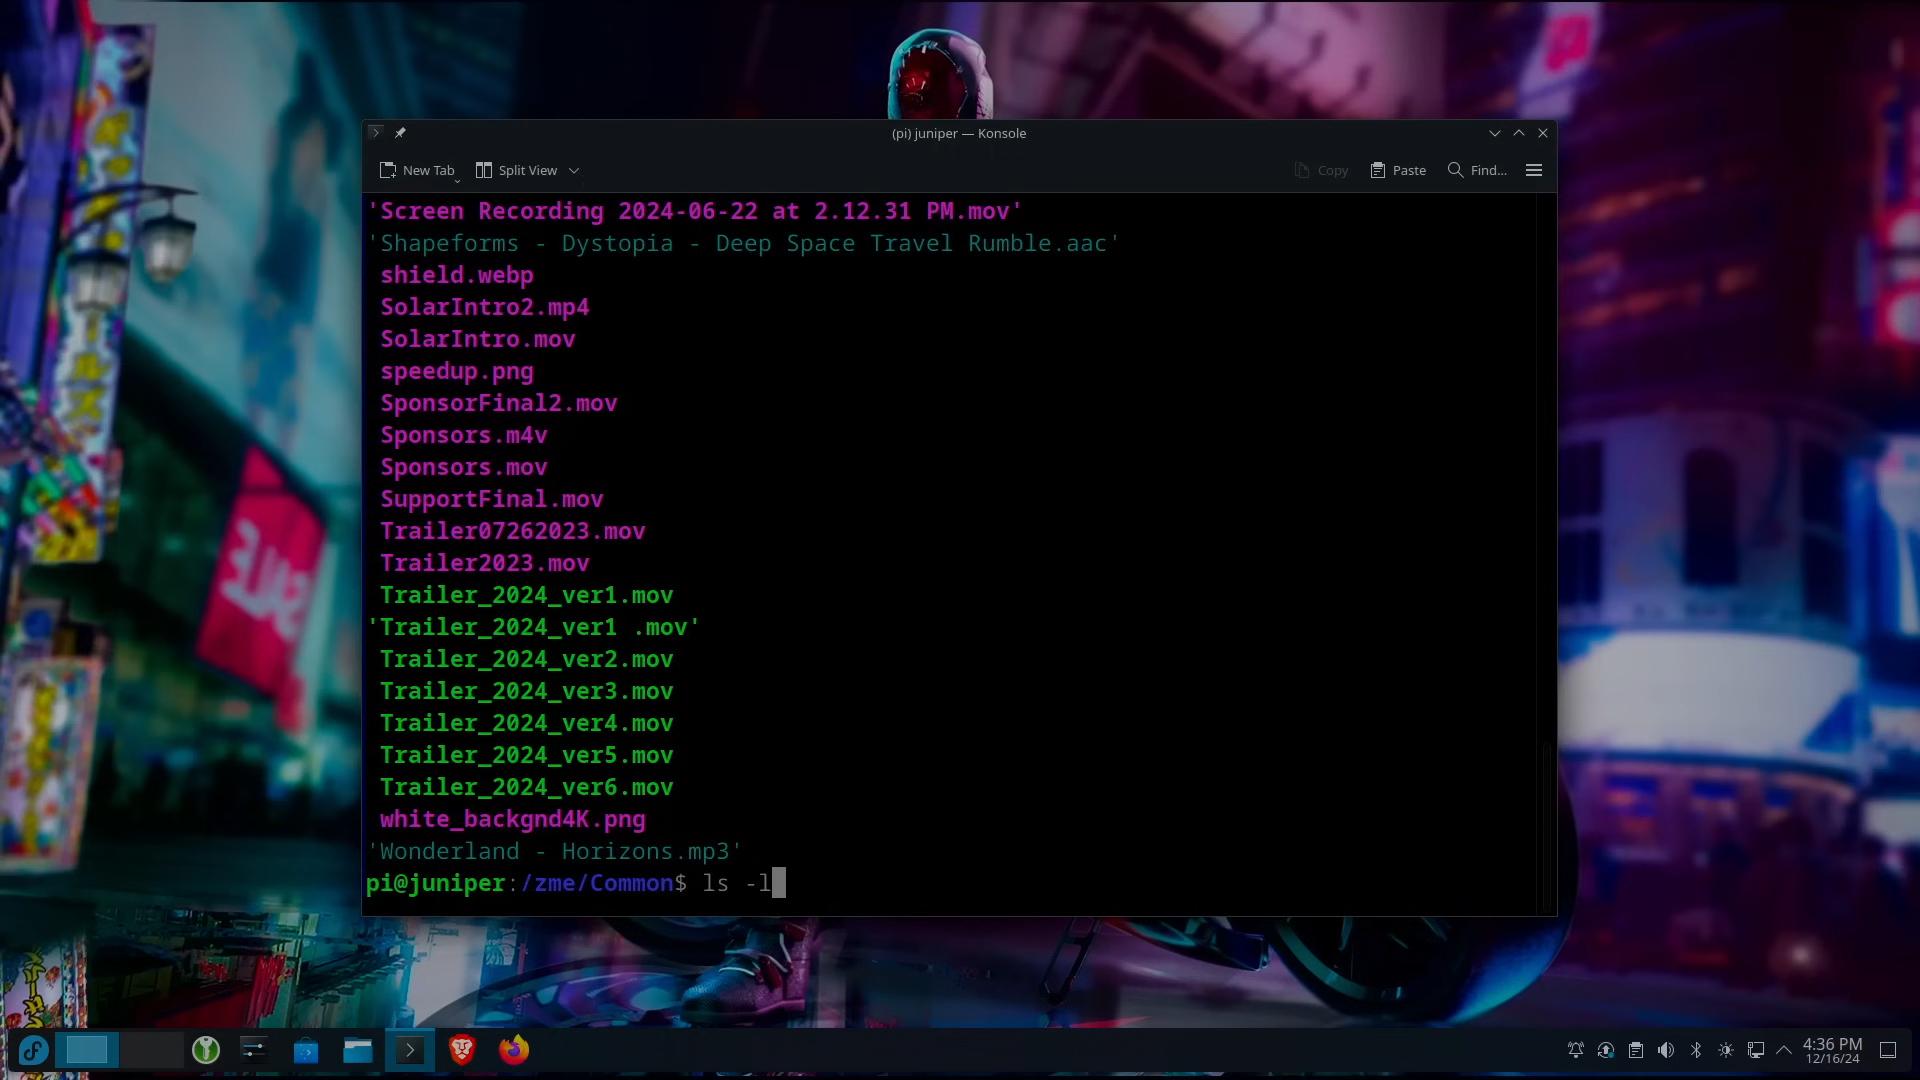 (pi) juniper — Konsole
New Tab
Split View
Copy
Paste
Find...
'Screen Recording 2024-06-22 at 2.12.31 PM.mov'
'Shapeforms - Dystopia - Deep Space Travel Rumble.aac'
shield.webp
SolarIntro2.mp4
SolarIntro.mov
speedup.png
SponsorFinal2.mov
Sponsors.m4v
Sponsors.mov
SupportFinal.mov
Trailer07262023.mov
Trailer2023.mov
Trailer_2024_ver1.mov
'Trailer_2024_ver1 .mov'
Trailer_2024_ver2.mov
Trailer_2024_ver3.mov
Trailer_2024_ver4.mov
Trailer_2024_ver5.mov
Trailer_2024_ver6.mov
white_backgnd4K.png
'Wonderland - Horizons.mp3'
pi@juniper:/zme/Common$ ls -l
4:36 PM
12/16/24